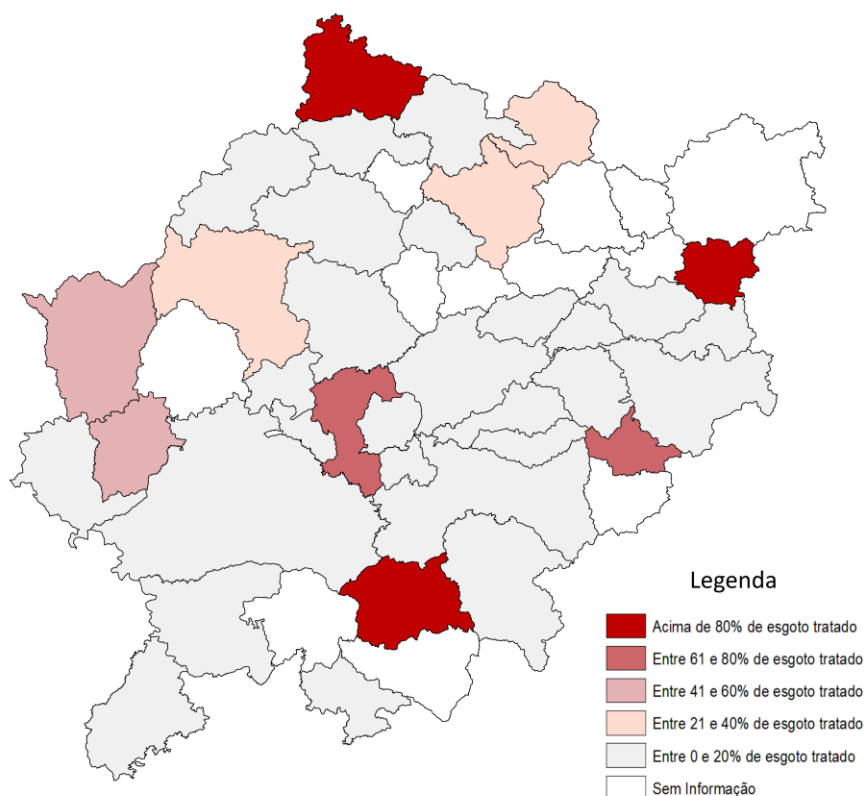 Legenda
Acima de 80% de esgoto tratado
Entre 61 e 80% de esgoto tratado
Entre 41 e 60% de esgoto tratado
Entre 21 e 40% de esgoto tratado
Entre 0 e 20% de esgoto tratado
Sem Informação